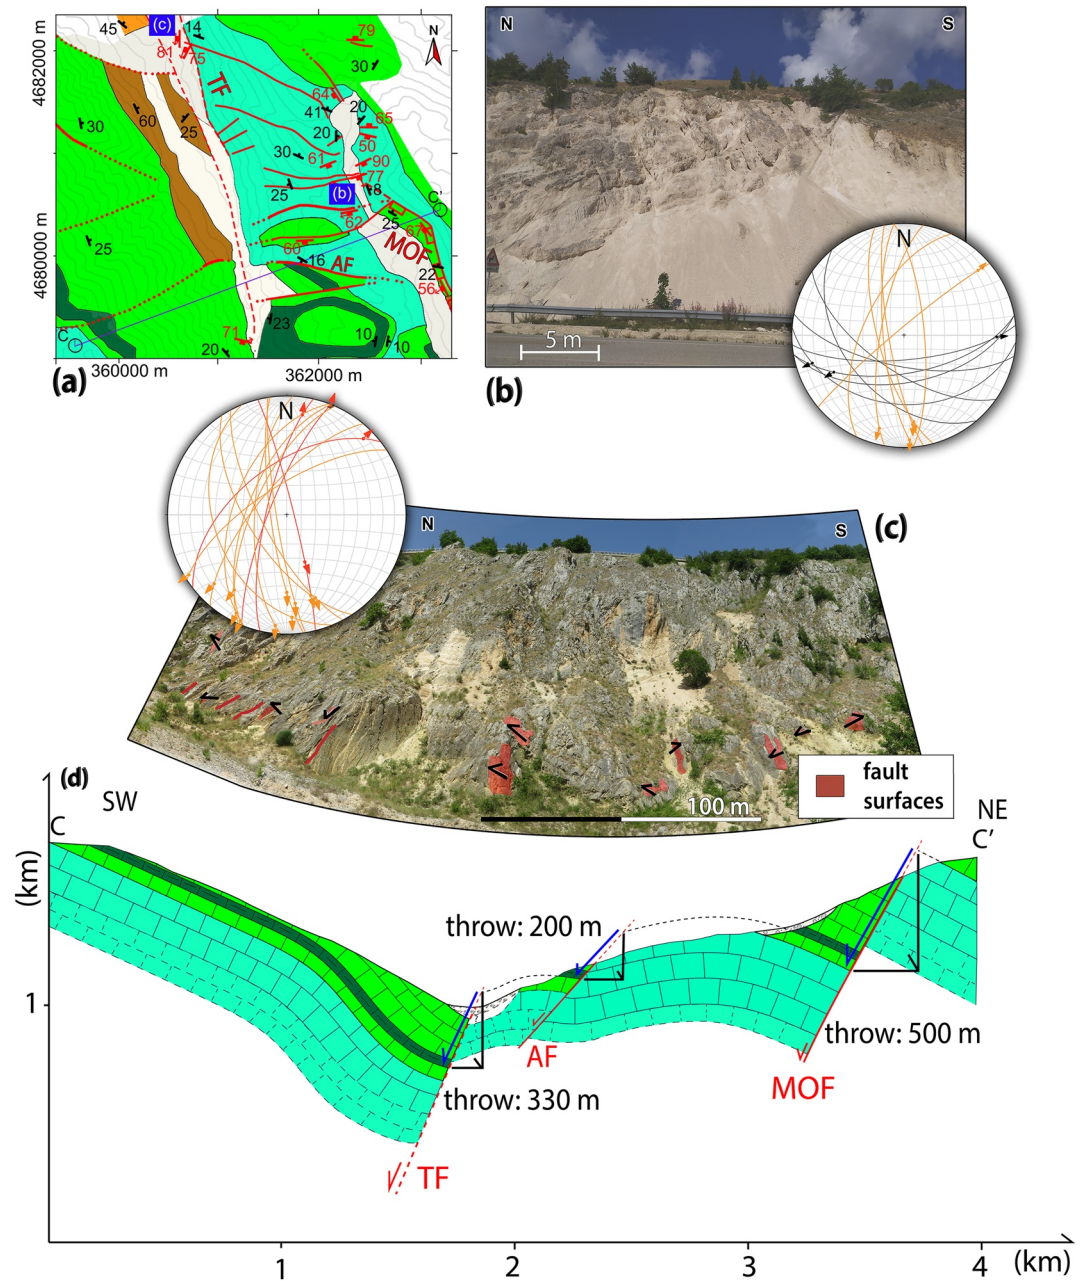 45
(c)
14
79
N
81
75
30
TF
64
41
20
65
60
25
20
50
30
30
61
90
77
(b)
8
25
C'
62
25
67
60
MOF
25
16
AF
22
56
23
71
10
10
20
C
4682000 m
4680000 m
360000 m
362000 m
(a)
N
S
5 m
(b)
N
N
N
S
(c)
fault
surfaces
100 m
(d)
SW
NE
C
C’
(km)
throw: 200 m
1
throw: 500 m
AF
MOF
throw: 330 m
TF
1
2
3
4
(km)